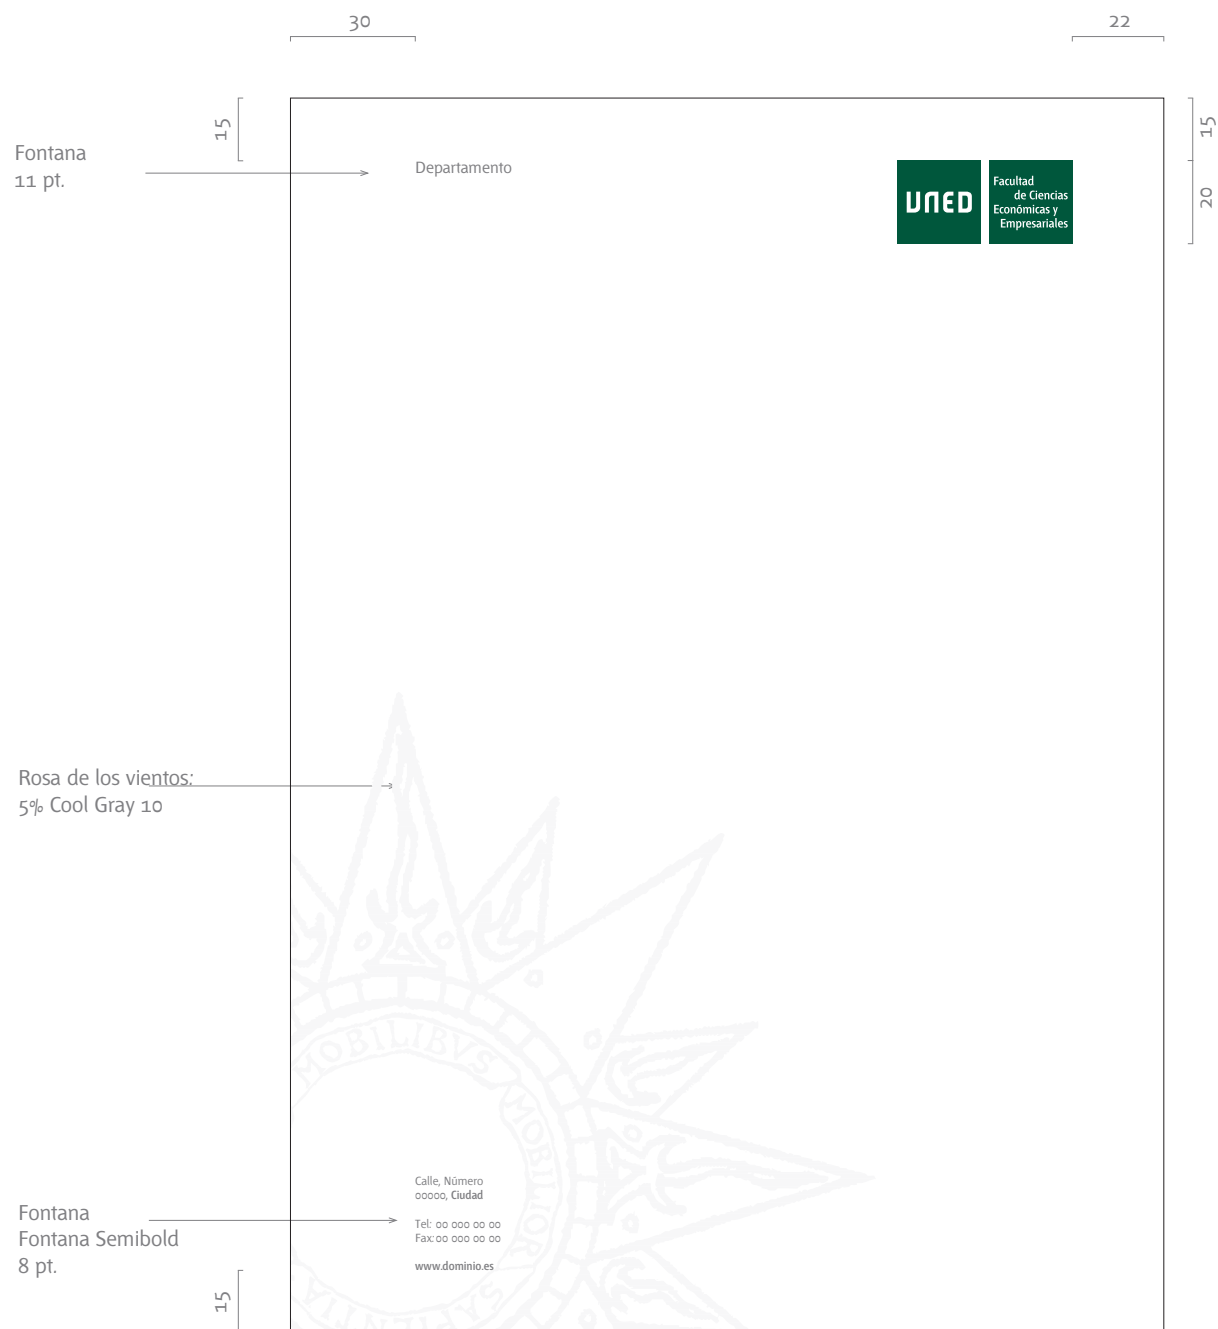 30
22
15
15
Fontana
11 pt.
Departamento
UNED
Facultad
de Ciencias
Económicas y
Empresariales
20
Rosa de los vientos:
5% Cool Gray 10
MOBILIBVS
MOBILIOR
SAPIENTIA
Calle, Número
00000, Ciudad
Fontana
Fontana Semibold
8 pt.
Tel: 00 000 00 00
Fax: 00 000 00 00
www.dominio.es
15